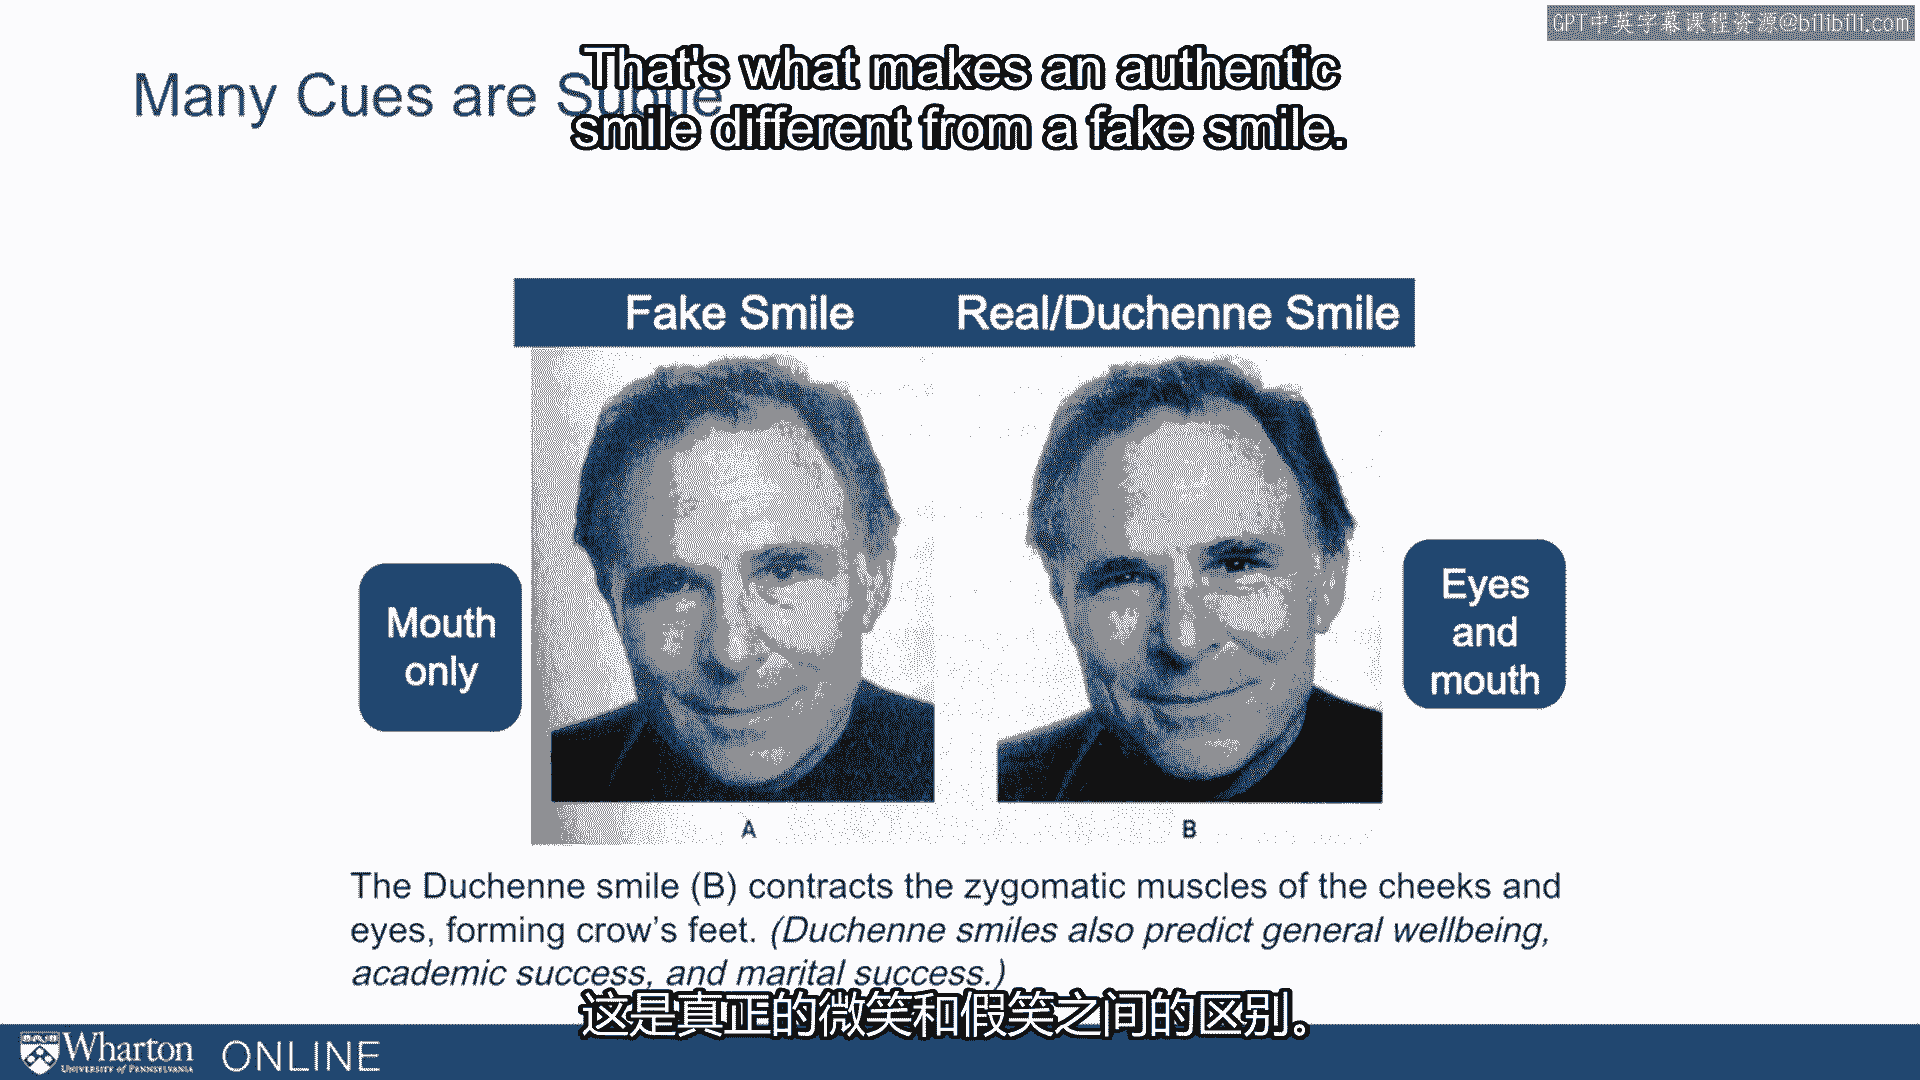 GPT中英字幕课程资源@bilibili.com
That's what makes an authentic
smile different from a fake smile.
Many Cues are Subtle
Fake Smile
Real/Duchenne Smile
Mouth
only
Eyes
and
mouth
A
B
The Duchenne smile (B) contracts the zygomatic muscles of the cheeks and
eyes, forming crow’s feet. (Duchenne smiles also predict general wellbeing,
academic success, and marital success.)
这是真正的微笑和假笑之间的区别。
Wharton
UNIVERSITY of PENNSYLVANIA
ONLINE